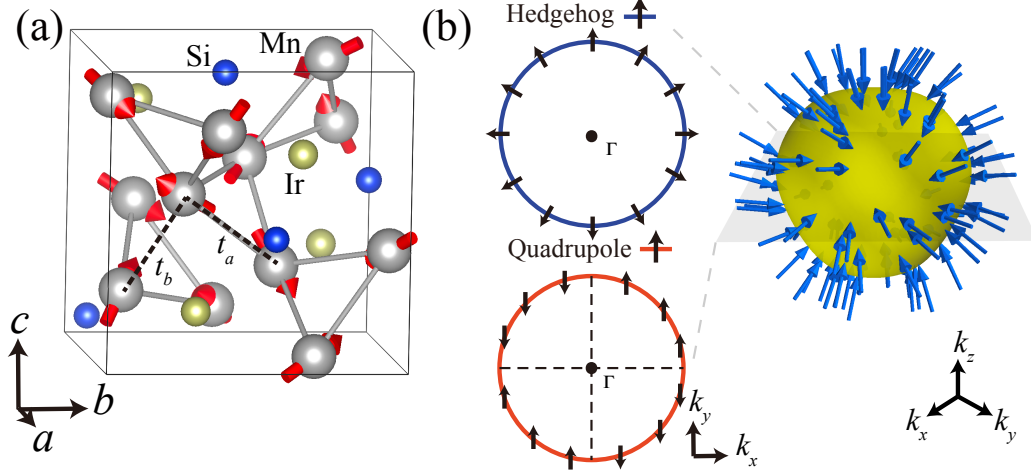 (a)
Si
Mn
Ir
t_a
t_b
c
b
a
(b)
Hedgehog
Γ
Quadrupole
Γ
k_y
k_x
k_z
k_x
k_y